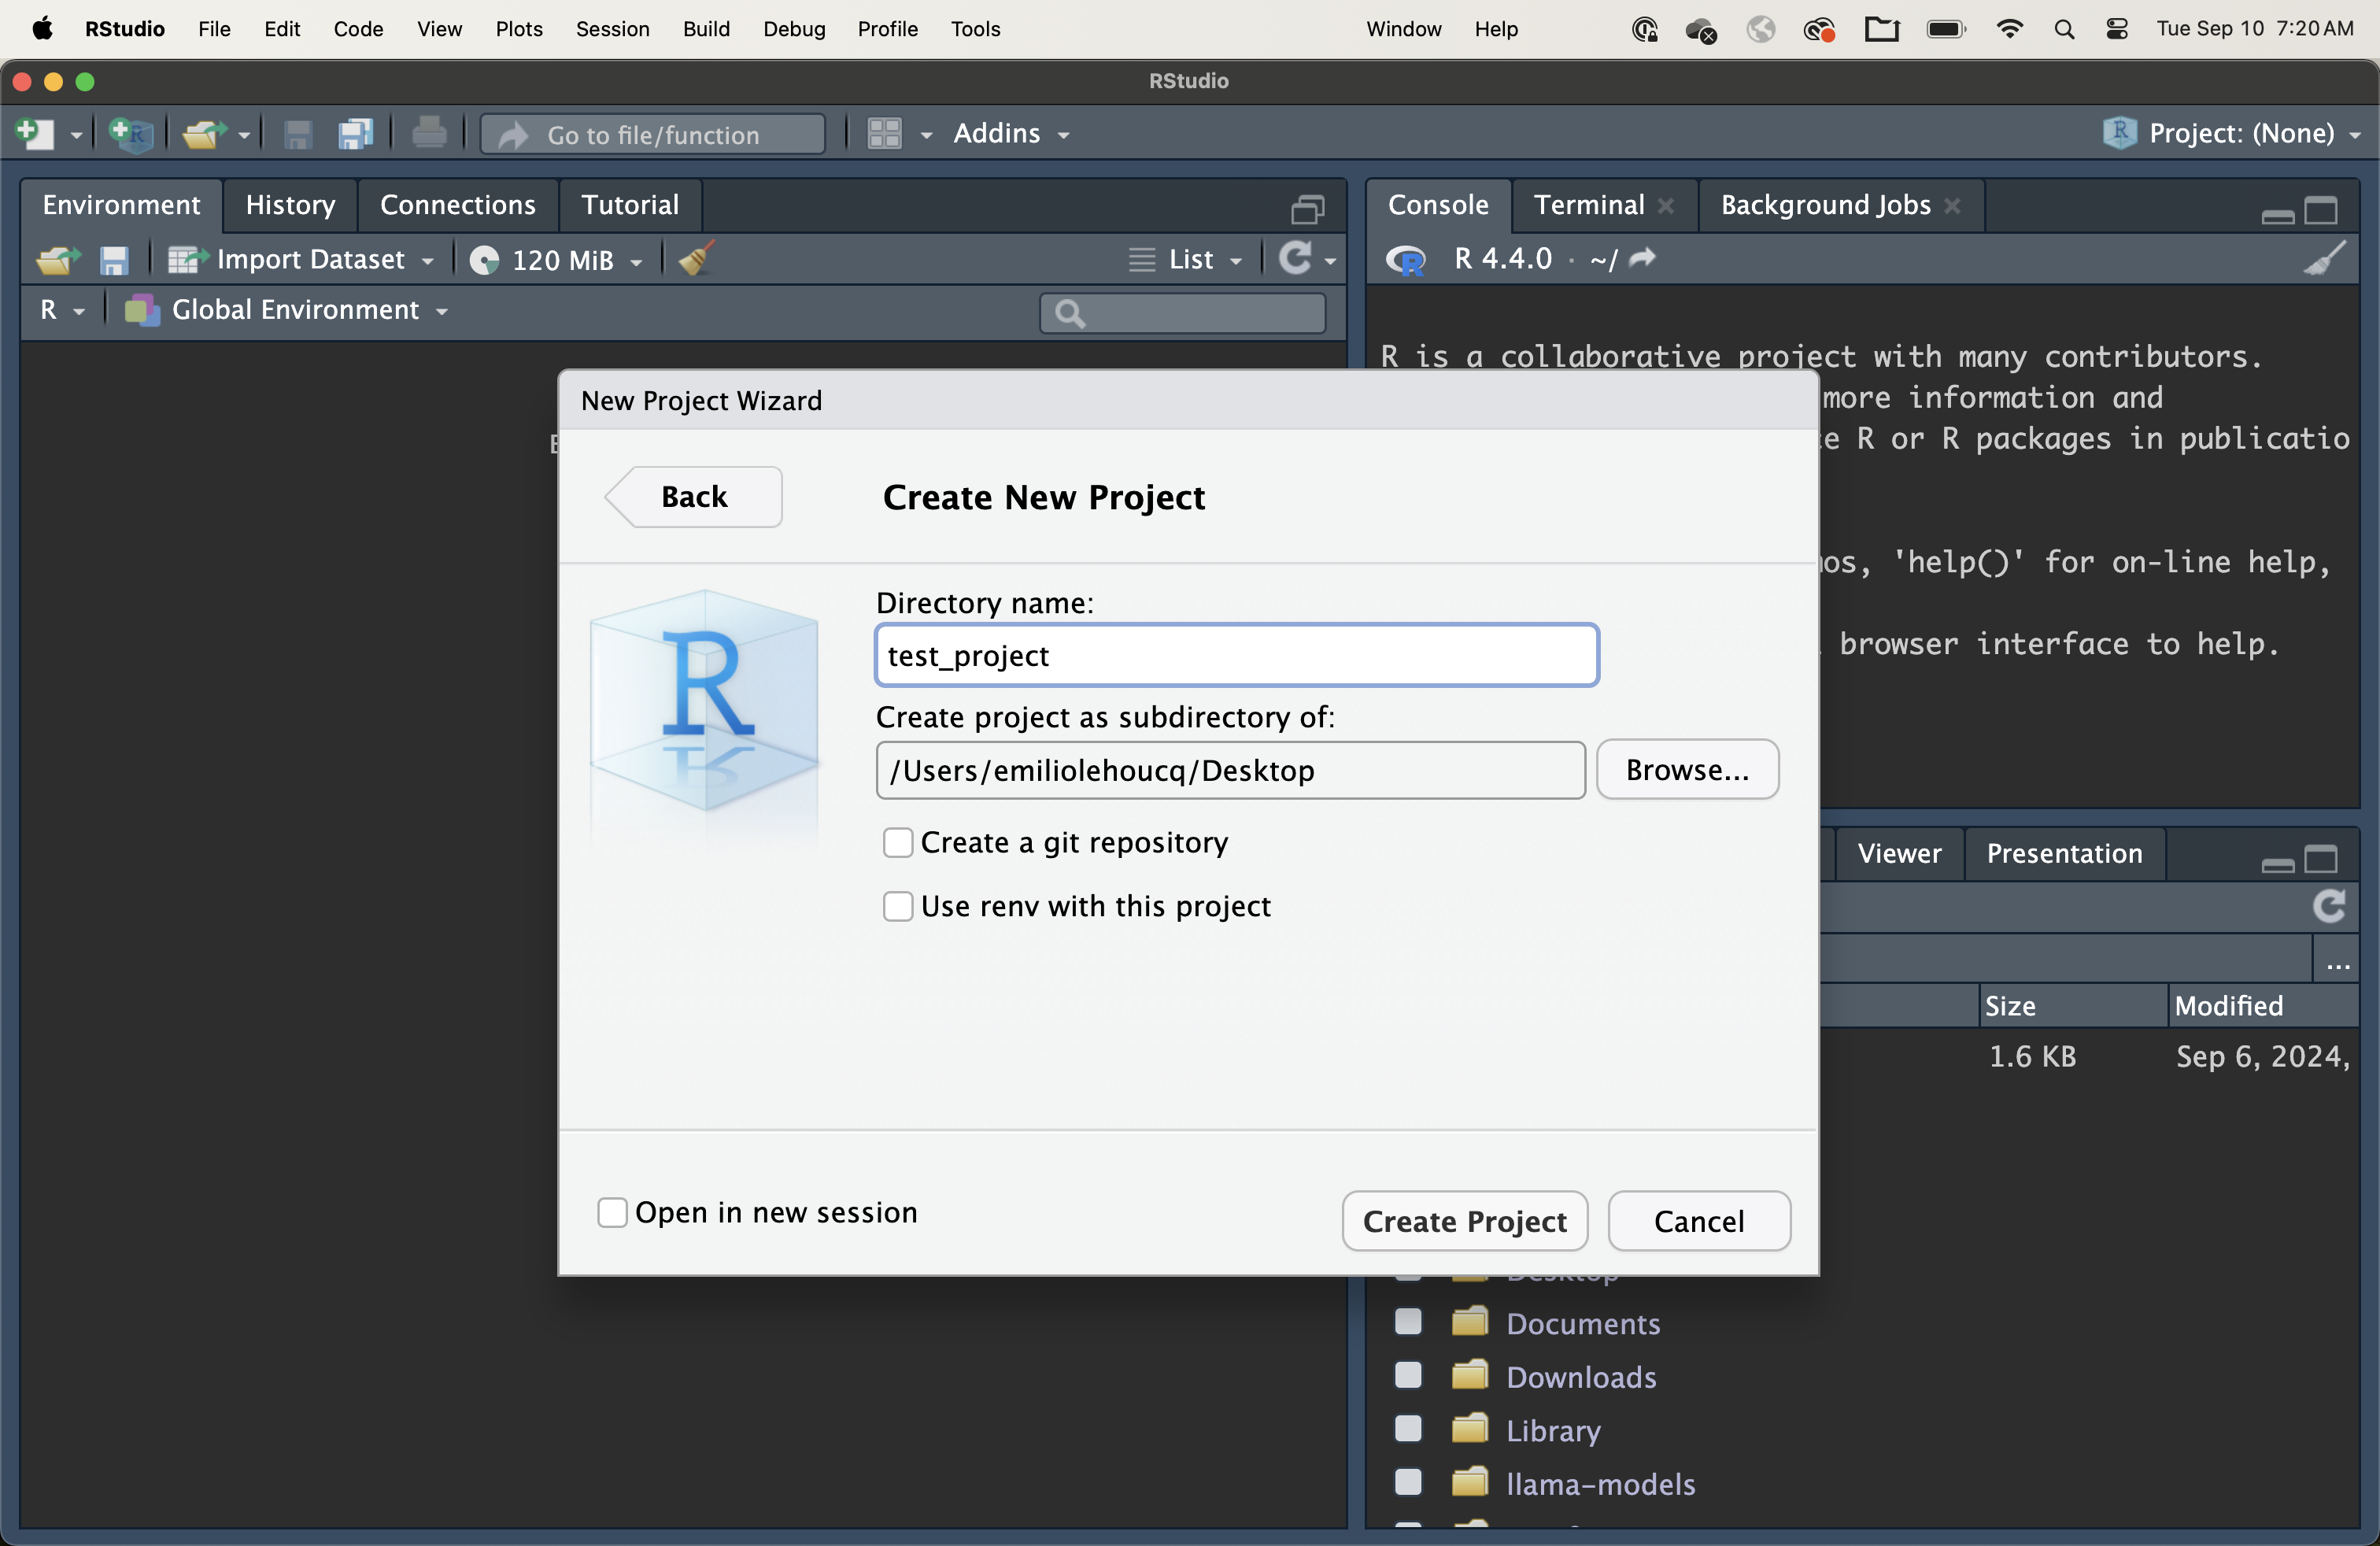 RStudio File Edit Code View Plots Session Build Debug Profile Tools Window Help Tue Sep 10 7:20 AM
RStudio
Go to file/function Addins Project: (None)
Environment History Connections Tutorial
Import Dataset 120 MiB List
R Global Environment
Console Terminal Background Jobs
R 4.4.0 · ~/
R is a collaborative project with many contributors.
more information and
R or R packages in publicatio
'help()' for on-line help,
browser interface to help.
New Project Wizard
Back Create New Project
R
Directory name:
test_project
Create project as subdirectory of:
/Users/emiliolehoucq/Desktop Browse...
Create a git repository
Use renv with this project
Open in new session Create Project Cancel
Viewer Presentation
...
Size Modified
1.6 KB Sep 6, 2024,
Desktop
Documents
Downloads
Library
llama-models